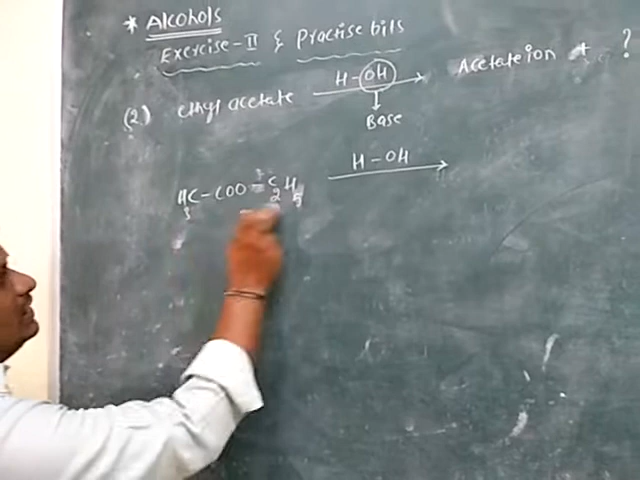 * Alcohols
Exercise-II & Practise bits
(2) ethyl acetate H-OH → Acetate ion + ?
↓
Base
H3C-COO-C2H5 H-OH →